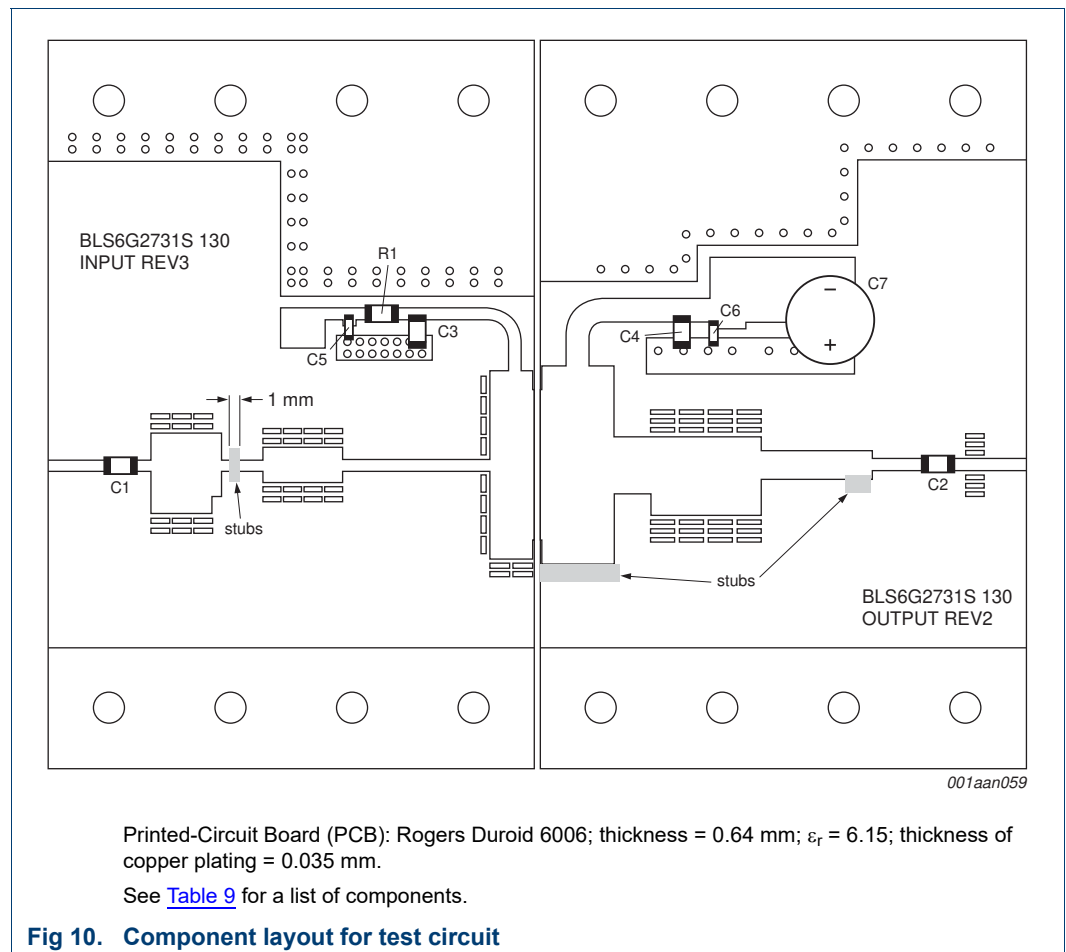 BLS6G2731S 130
INPUT REV3
R1
C3
C5
C7
C6
C4
−
+
1 mm
C1
stubs
C2
stubs
BLS6G2731S 130
OUTPUT REV2
001aan059
Printed-Circuit Board (PCB): Rogers Duroid 6006; thickness = 0.64 mm; εr = 6.15; thickness of
copper plating = 0.035 mm.
See Table 9 for a list of components.
Fig 10. Component layout for test circuit